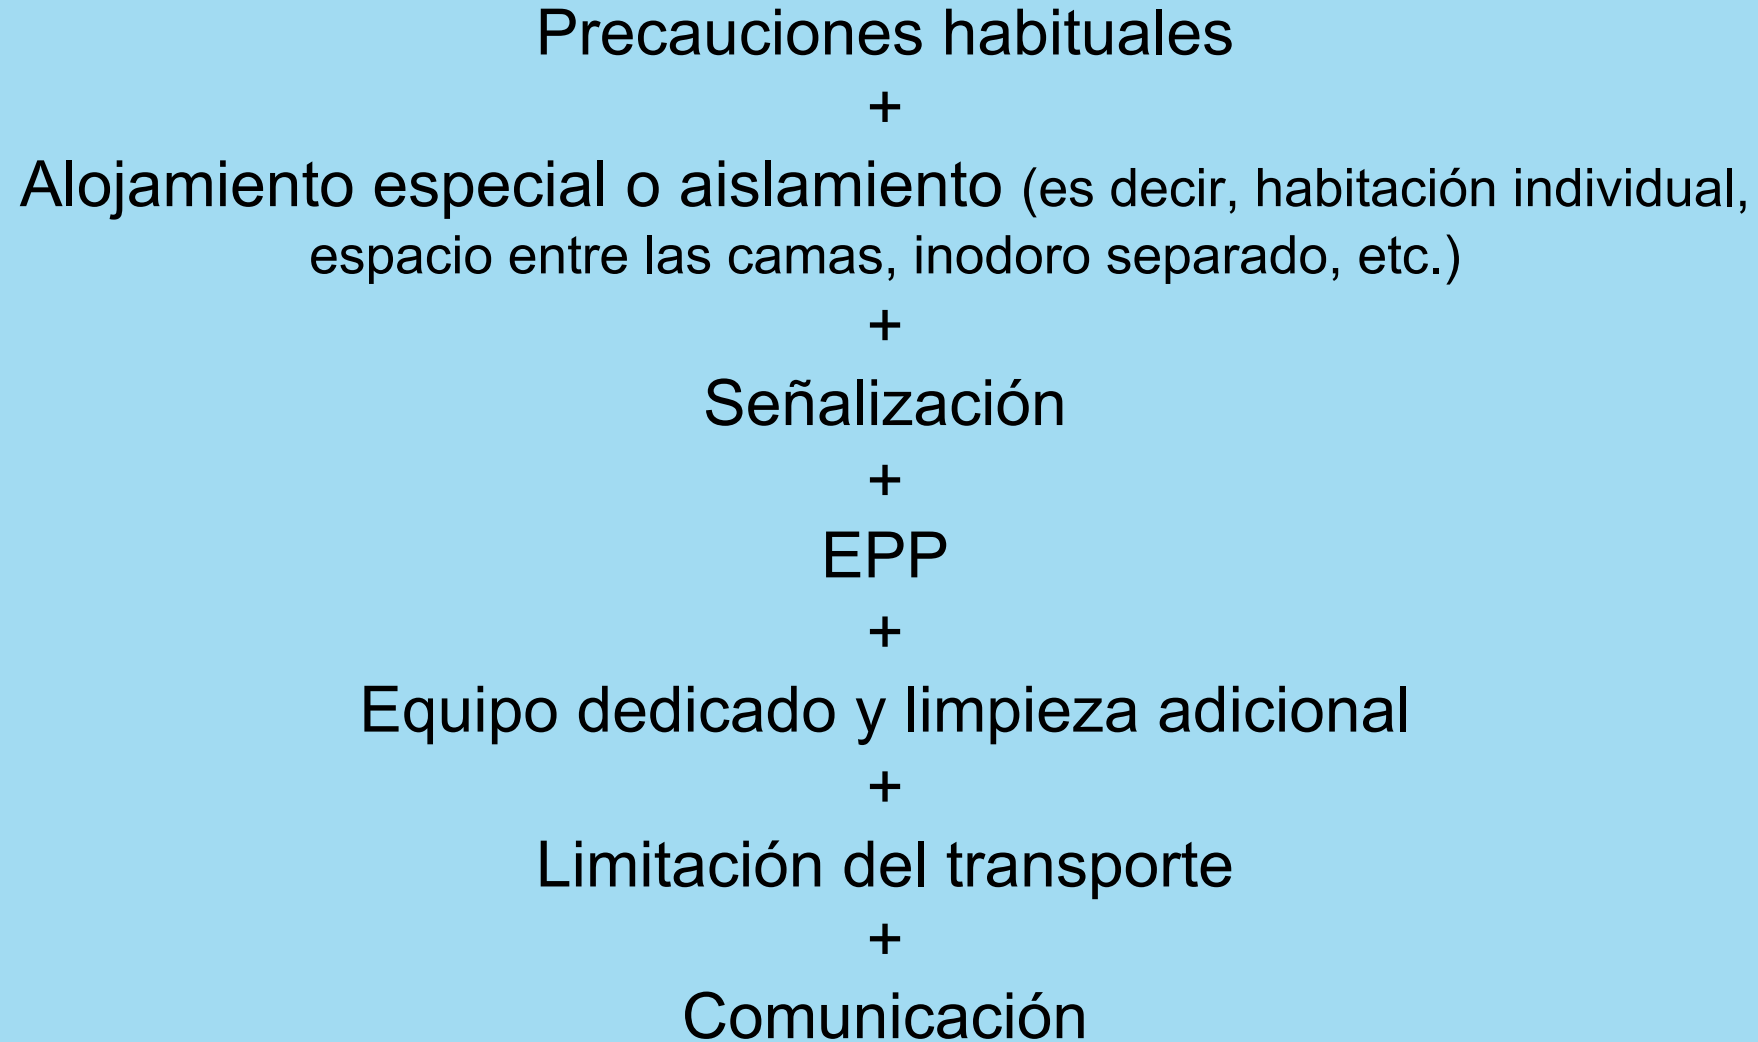 Precauciones habituales
+
Alojamiento especial o aislamiento (es decir, habitación individual,
espacio entre las camas, inodoro separado, etc.)
+
Señalización
+
EPP
+
Equipo dedicado y limpieza adicional
+
Limitación del transporte
+
Comunicación